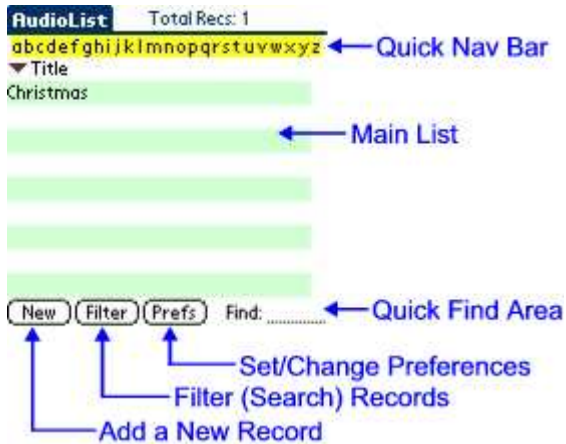 AudioList Total Recs: 1
abcdefghijklmnopqrstuvwxyz Quick Nav Bar
Title
Christmas
Main List
New Filter Prefs Find: Quick Find Area
Set/Change Preferences
Filter (Search) Records
Add a New Record